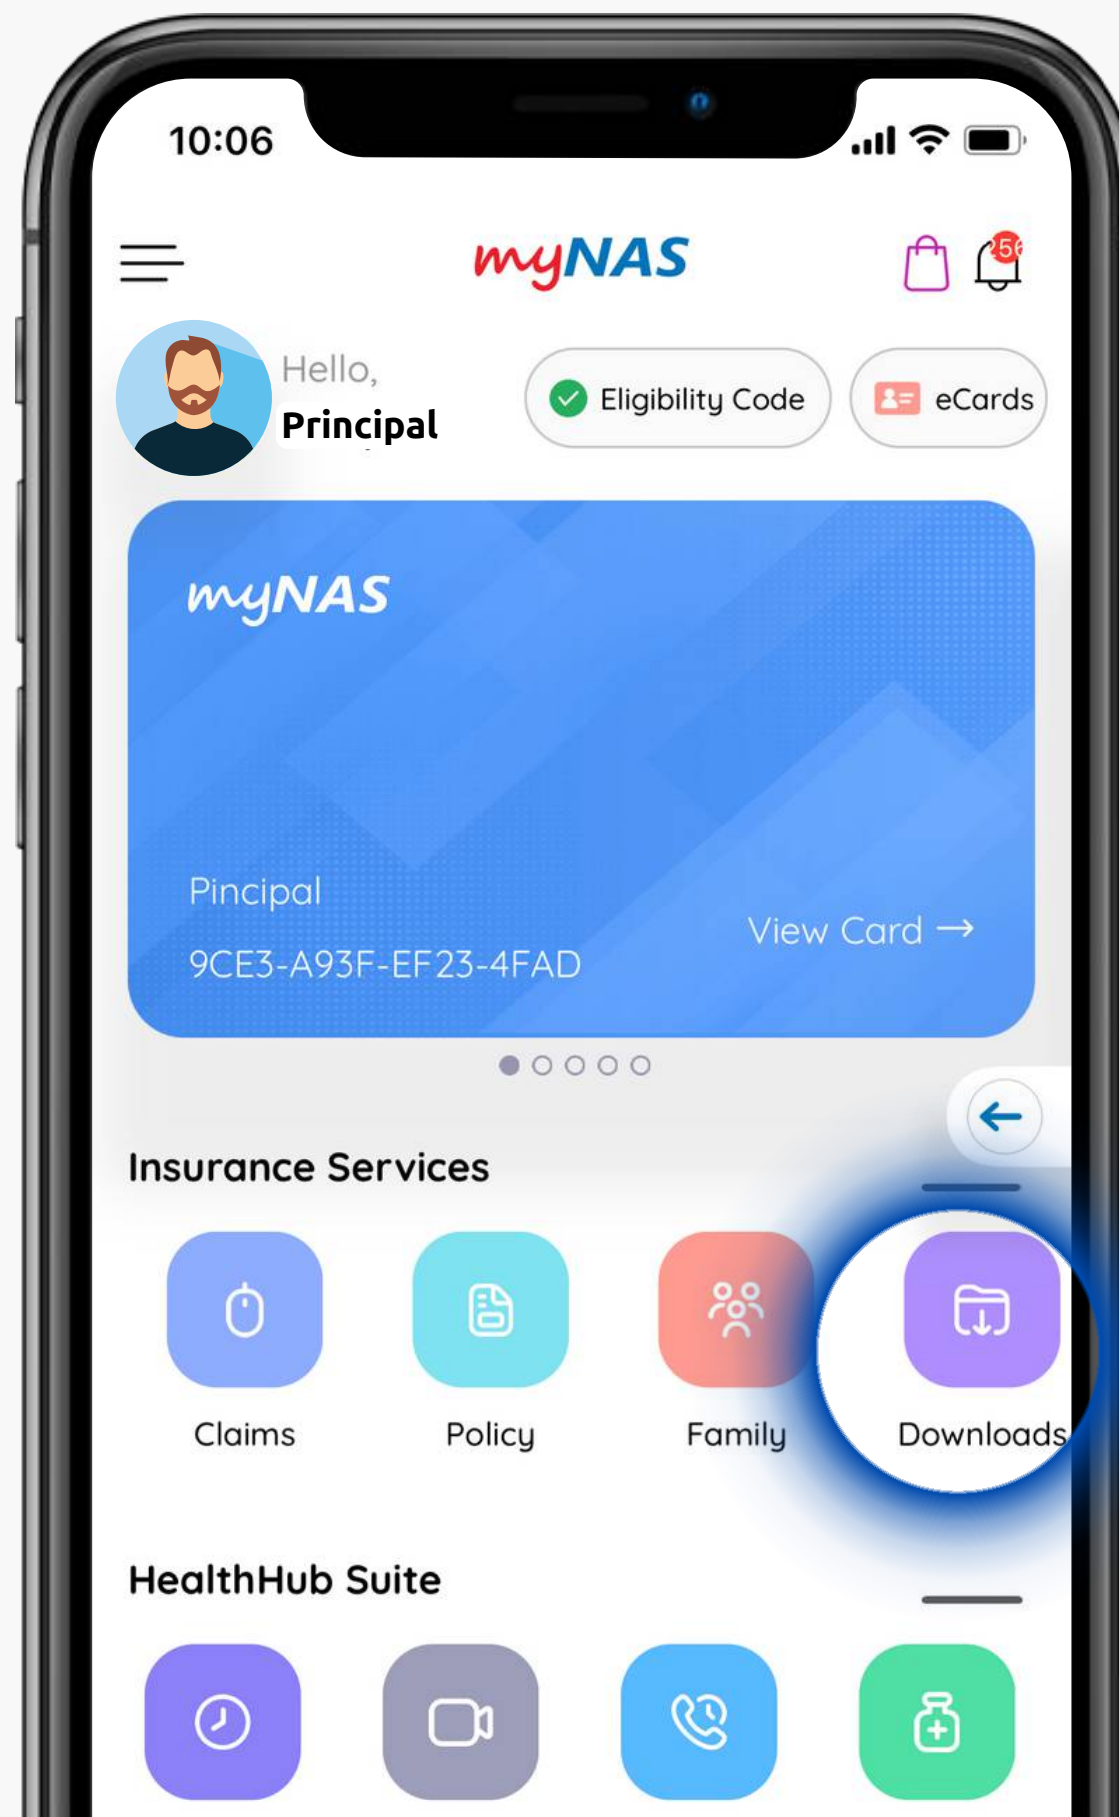 10:06
myNAS
256
Hello,
Principal
Eligibility Code
eCards
myNAS
Pincipal
View Card →
9CE3-A93F-EF23-4FAD
Insurance Services
Claims
Policy
Family
Downloads
HealthHub Suite